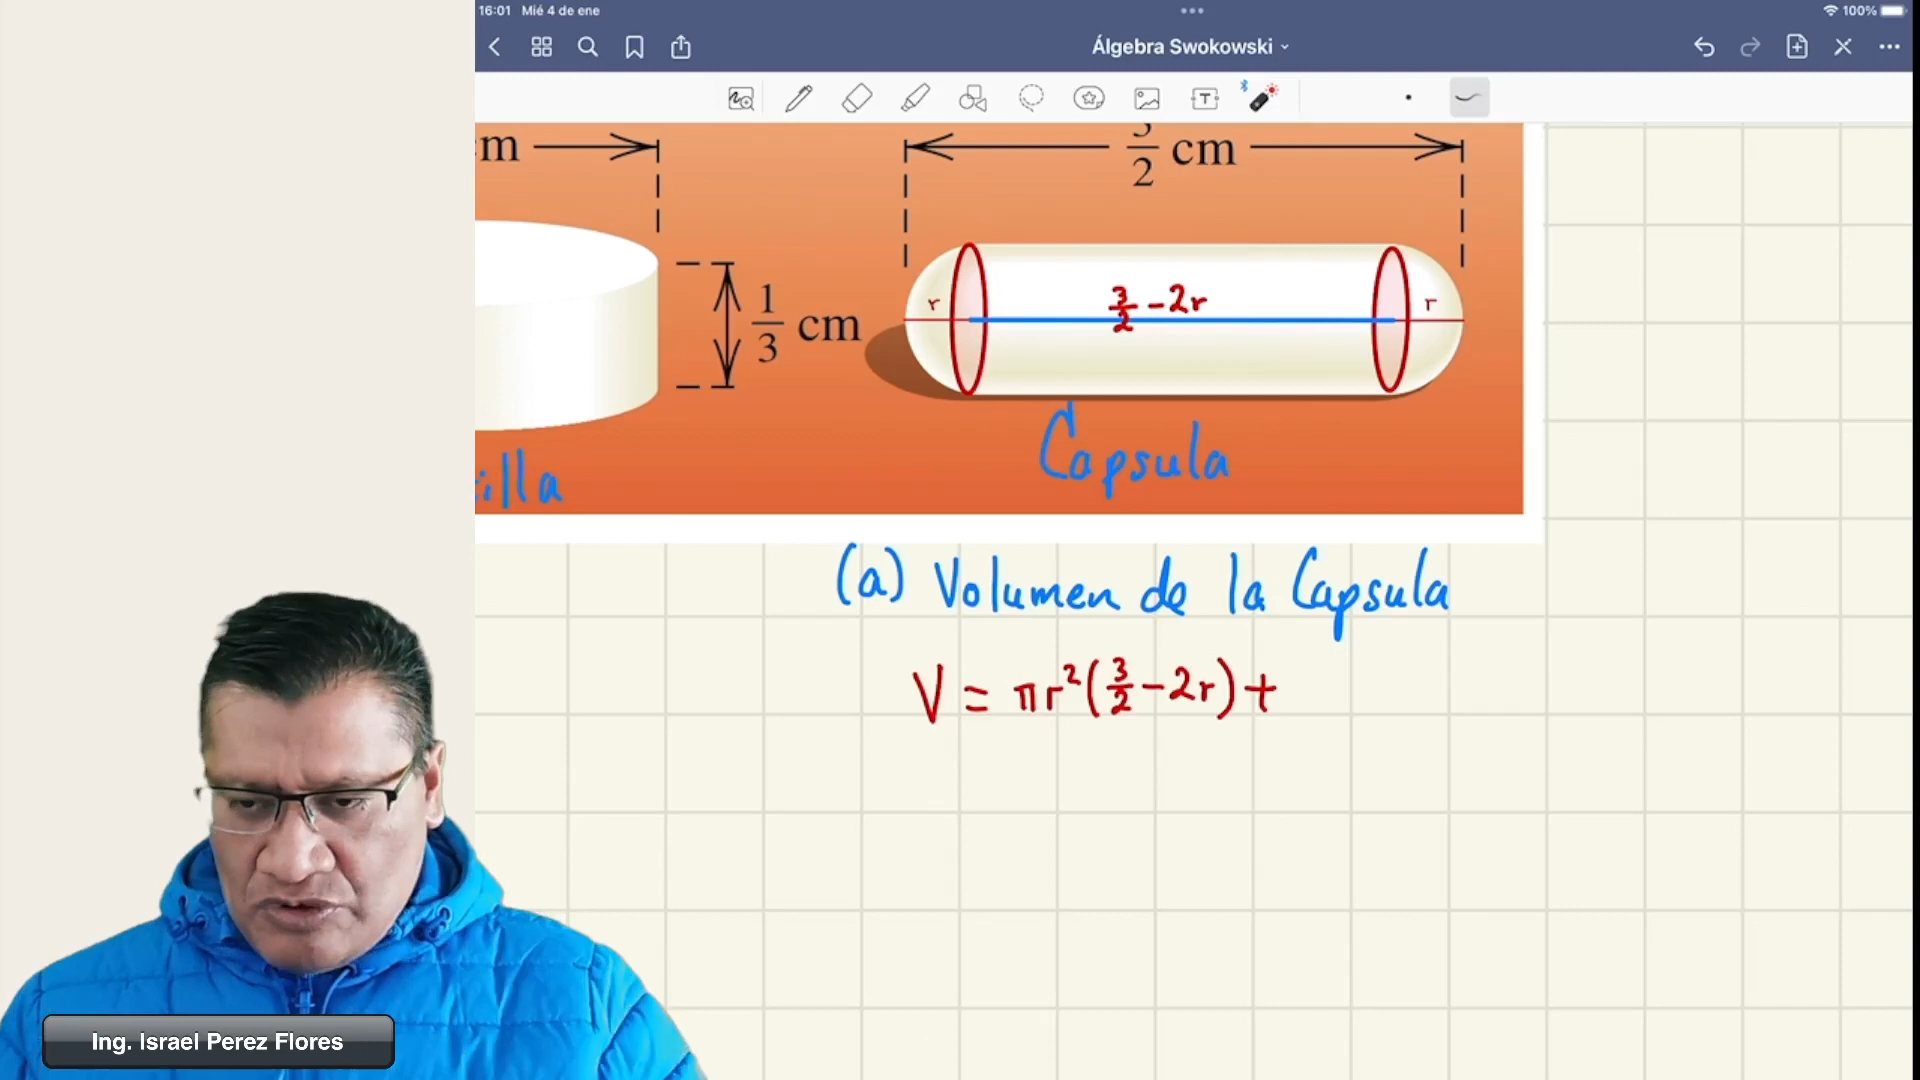 16:01 Mié 4 de ene
100%
Álgebra Swokowski
T
m
3/2 cm
1/3 cm
r
3/2 - 2r
r
Capsula
illa
(a) Volumen de la Capsula
V = πr²(3/2 - 2r) +
Ing. Israel Perez Flores